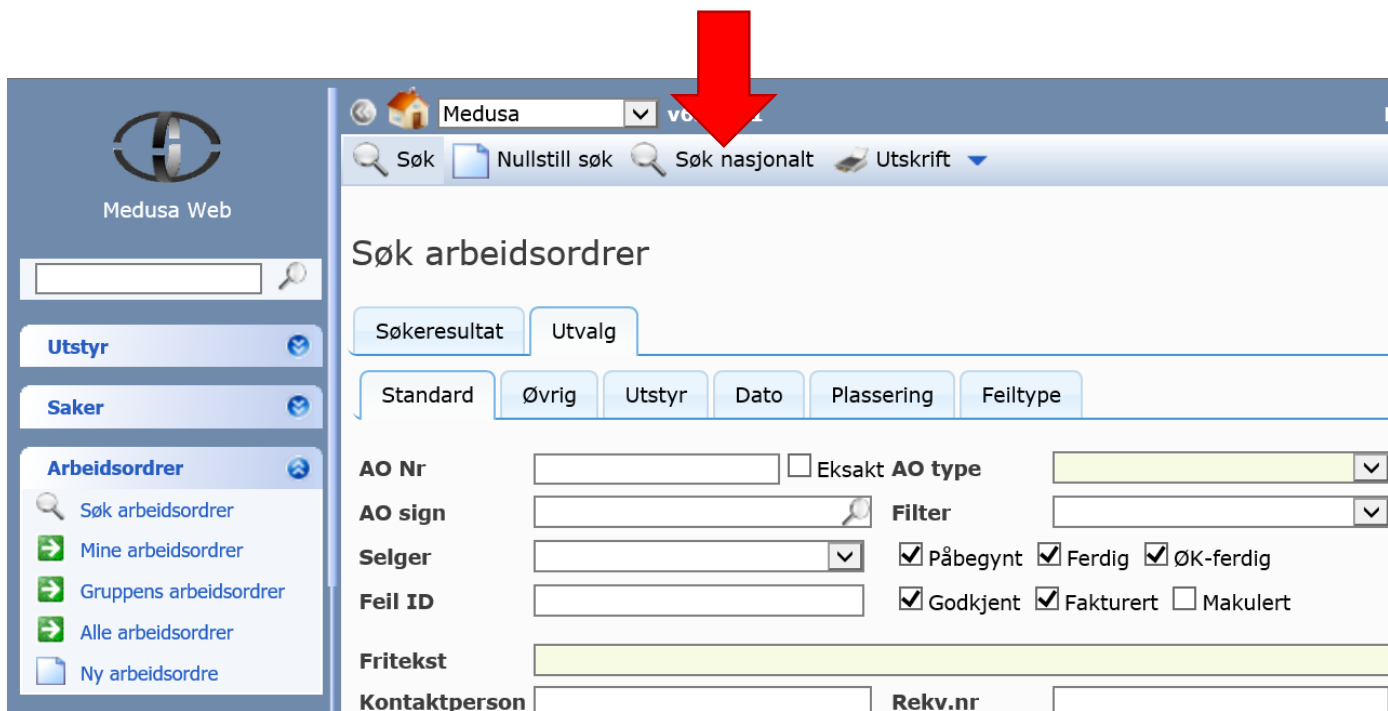 Medusa
Søk Nullstill søk Søk nasjonalt Utskrift
Medusa Web
Utstyr
Saker
Arbeidsordrer
Søk arbeidsordrer
Mine arbeidsordrer
Gruppens arbeidsordrer
Alle arbeidsordrer
Ny arbeidsordre
Søk arbeidsordrer
Søkeresultat Utvalg
Standard Øvrig Utstyr Dato Plassering Feiltype
AO Nr Eksakt AO type
AO sign Filter
Selger Påbegynt Ferdig ØK-ferdig
Feil ID Godkjent Fakturert Makulert
Fritekst
Kontaktperson Rekv.nr